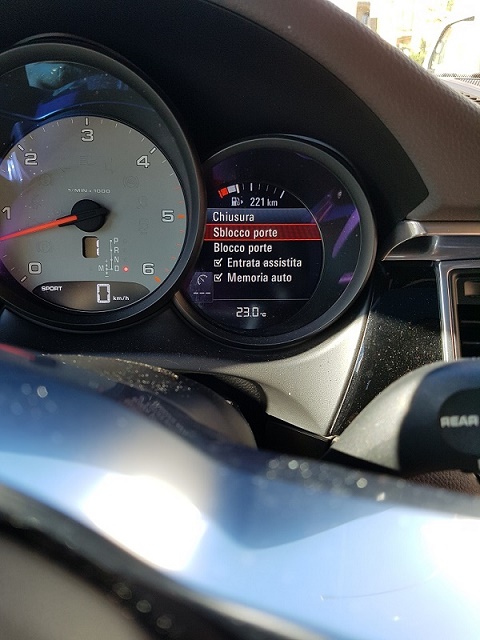 1
2
3
4
5
6
0
1/min×1000
1
P
R
N
D
M
SPORT
0 km/h
221 km
Chiusura
Sblocco porte
Blocco porte
Entrata assistita
Memoria auto
23.0 °C
REAR